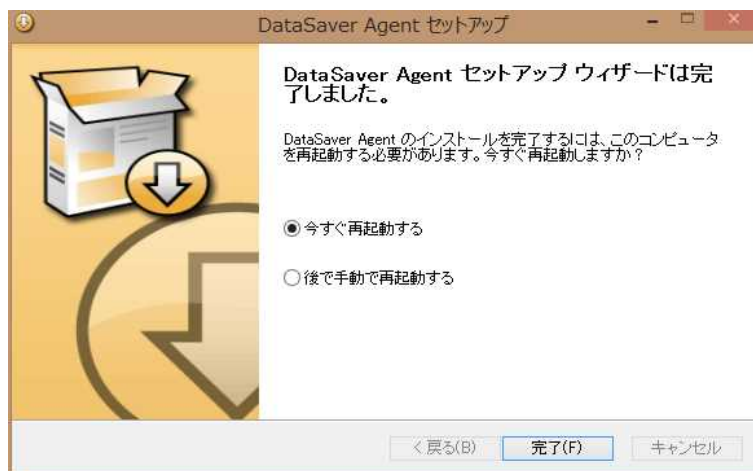 DataSaver Agent セットアップ
DataSaver Agent セットアップ ウィザードは完
了しました。
DataSaver Agent のインストールを完了するには、このコンピュータ
を再起動する必要があります。今すぐ再起動しますか？
今すぐ再起動する
後で手動で再起動する
< 戻る(B) 完了(F) キャンセル